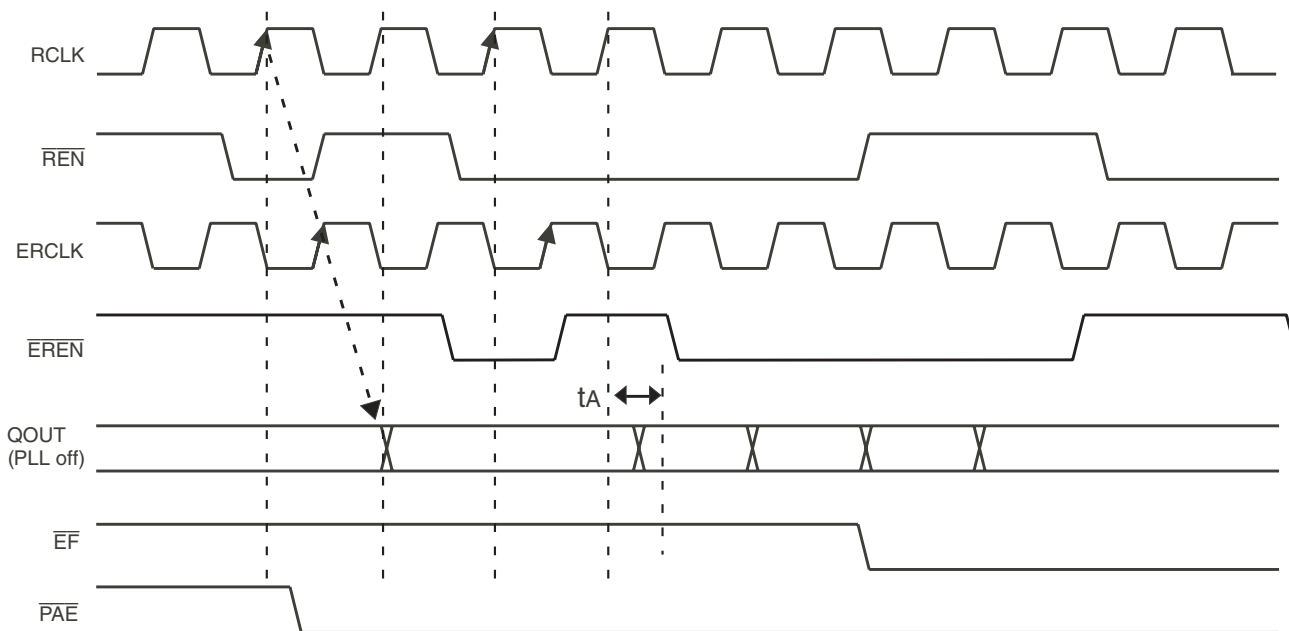 RCLK
REN
ERCLK
EREN
tA
QOUT
(PLL off)
EF
PAE